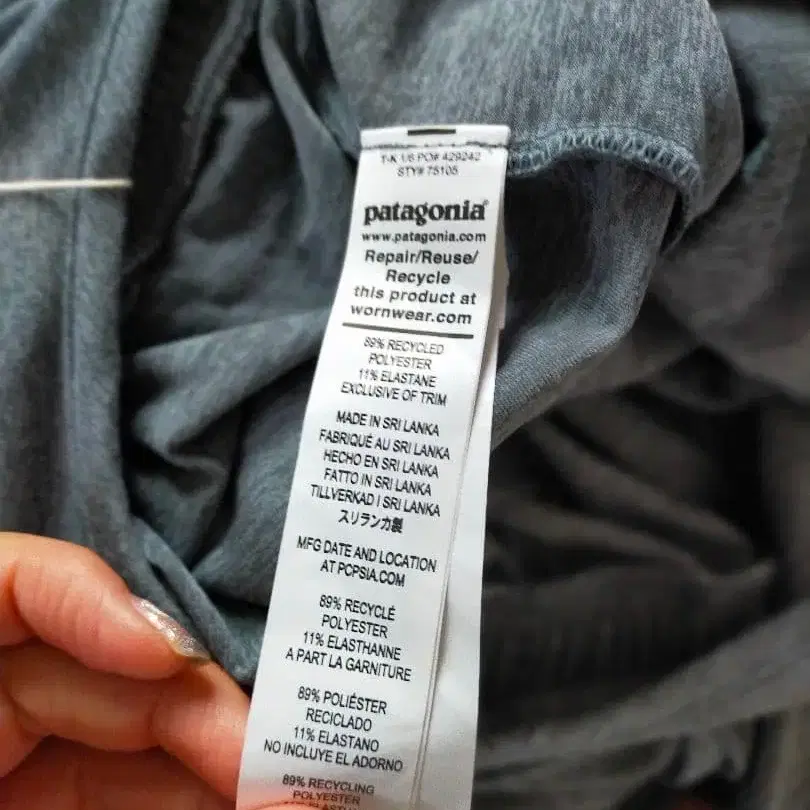 T-K 1/6 PO# 429242
STY# 75105
patagonia®
www.patagonia.com
Repair/Reuse/
Recycle
this product at
wornwear.com
89% RECYCLED
POLYESTER
11% ELASTANE
EXCLUSIVE OF TRIM
MADE IN SRI LANKA
FABRIQUÉ AU SRI LANKA
HECHO EN SRI LANKA
FATTO IN SRI LANKA
TILLVERKAD I SRI LANKA
スリランカ製
MFG DATE AND LOCATION
AT PCPSIA.COM
89% RECYCLÉ
POLYESTER
11% ELASTHANNE
A PART LA GARNITURE
89% POLIÉSTER
RECICLADO
11% ELASTANO
NO INCLUYE EL ADORNO
89% RECYCLING
POLYESTER